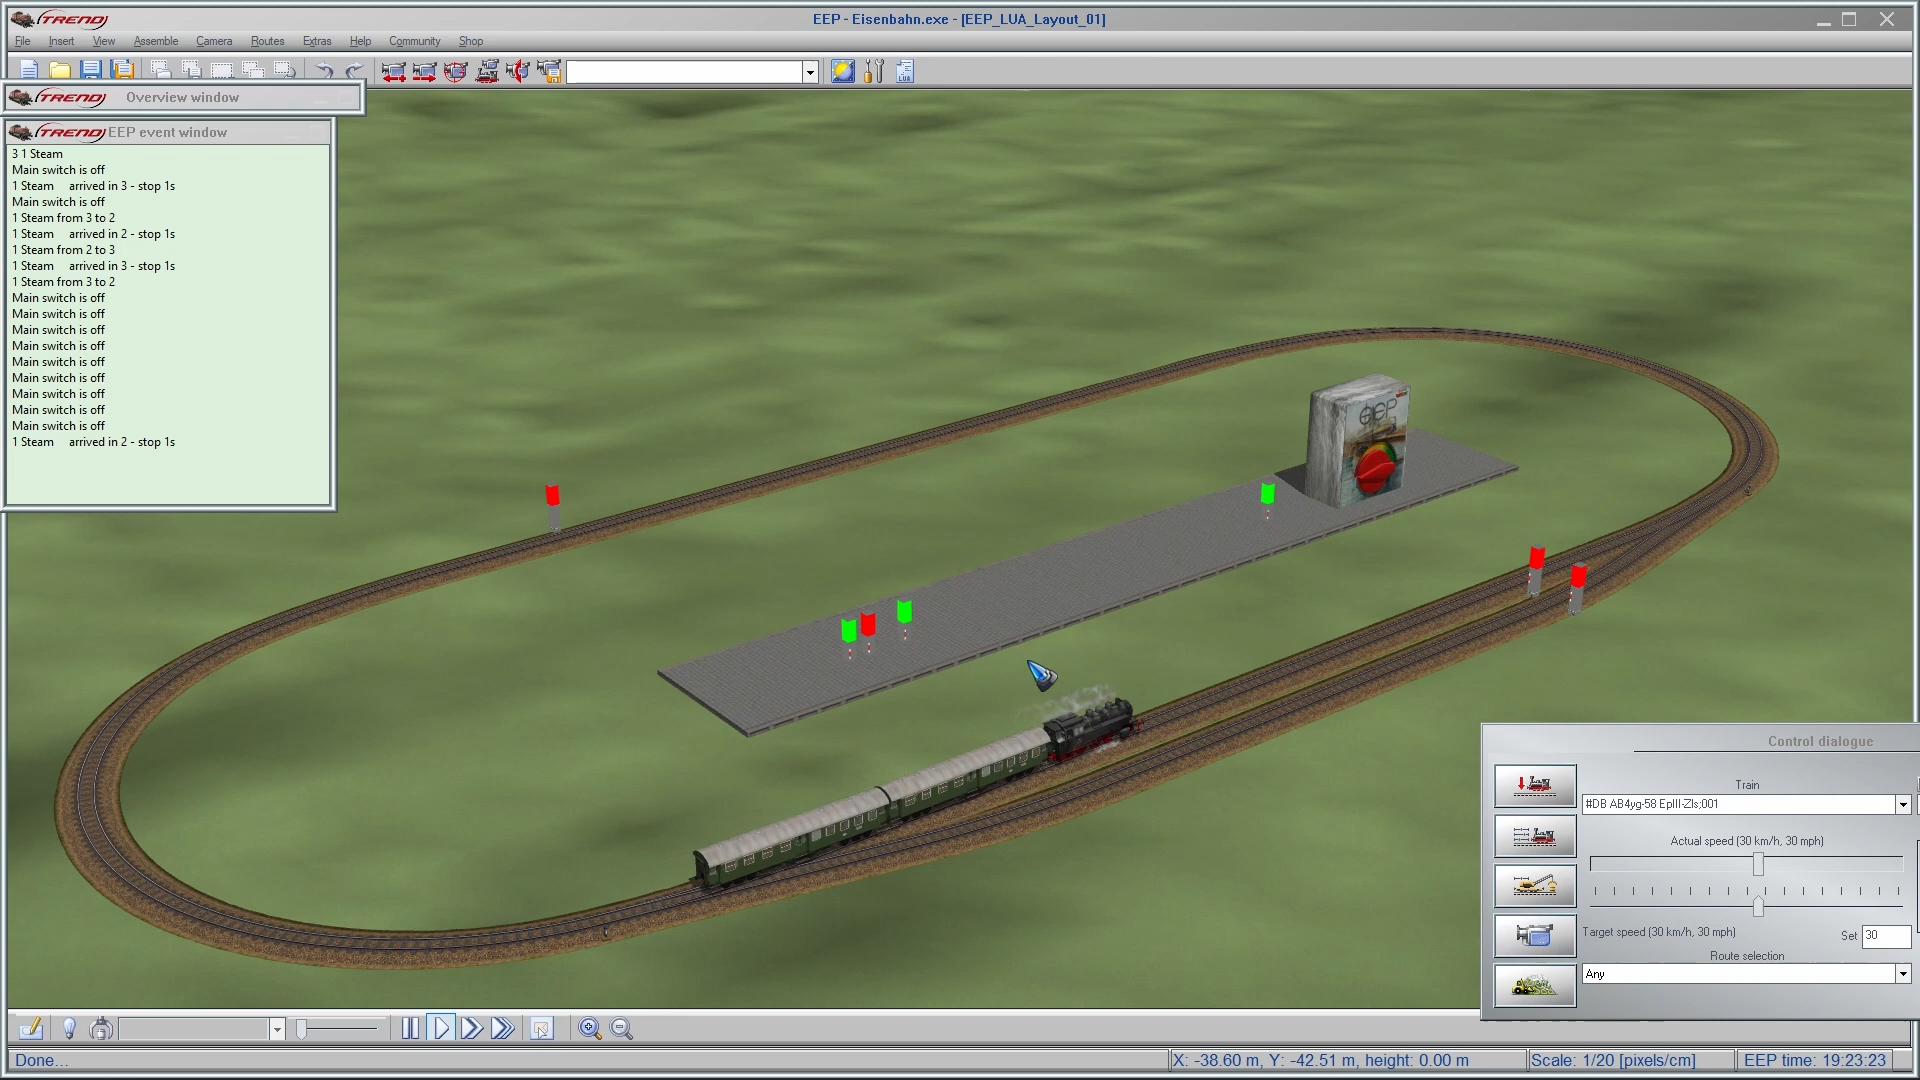 TREND
EEP - Eisenbahn.exe - [EEP_LUA_Layout_01]
File Insert View Assemble Camera Routes Extras Help Community Shop
LUA
TREND Overview window
TREND EEP event window
3 1 Steam
Main switch is off
1 Steam arrived in 3 - stop 1s
Main switch is off
1 Steam from 3 to 2
1 Steam arrived in 2 - stop 1s
1 Steam from 2 to 3
1 Steam arrived in 3 - stop 1s
1 Steam from 3 to 2
Main switch is off
Main switch is off
Main switch is off
Main switch is off
Main switch is off
Main switch is off
Main switch is off
Main switch is off
Main switch is off
1 Steam arrived in 2 - stop 1s
EEP
Control dialogue
Train
#DB AB4yg-58 EpIII-Zls;001
Actual speed (30 km/h, 30 mph)
Target speed (30 km/h, 30 mph)
Set 30
Route selection
Any
Done...
X: -38.60 m, Y: -42.51 m, height: 0.00 m
Scale: 1/20 [pixels/cm]
EEP time: 19:23:23